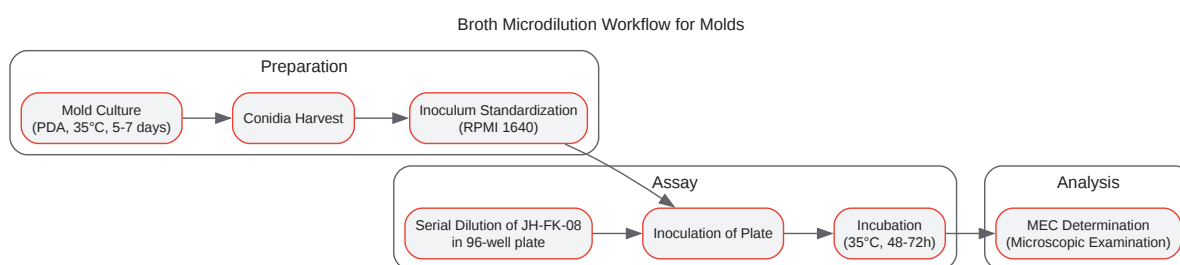 Broth Microdilution Workflow for Molds
Preparation
Mold Culture
(PDA, 35°C, 5-7 days)
Conidia Harvest
Inoculum Standardization
(RPMI 1640)
Assay
Serial Dilution of JH-FK-08
in 96-well plate
Inoculation of Plate
Incubation
(35°C, 48-72h)
Analysis
MEC Determination
(Microscopic Examination)